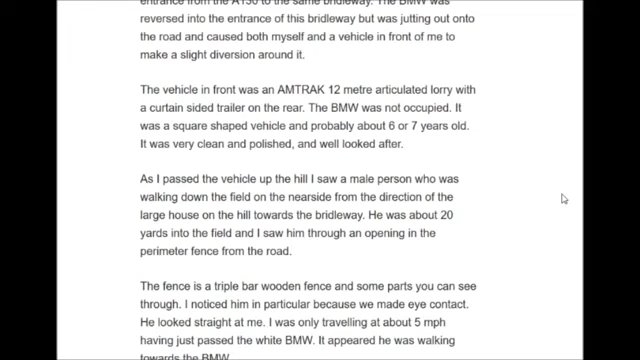 entrance from the A130 to the same bridleway. The BMW was
reversed into the entrance of this bridleway but was jutting out onto
the road and caused both myself and a vehicle in front of me to
make a slight diversion around it.
The vehicle in front was an AMTRAK 12 metre articulated lorry with
a curtain sided trailer on the rear. The BMW was not occupied. It
was a square shaped vehicle and probably about 6 or 7 years old.
It was very clean and polished, and well looked after.
As I passed the vehicle up the hill I saw a male person who was
walking down the field on the nearside from the direction of the
large house on the hill towards the bridleway. He was about 20
yards into the field and I saw him through an opening in the
perimeter fence from the road.
The fence is a triple bar wooden fence and some parts you can see
through. I noticed him in particular because we made eye contact.
He looked straight at me. I was only travelling at about 5 mph
having just passed the white BMW. It appeared he was walking
towards the BMW.